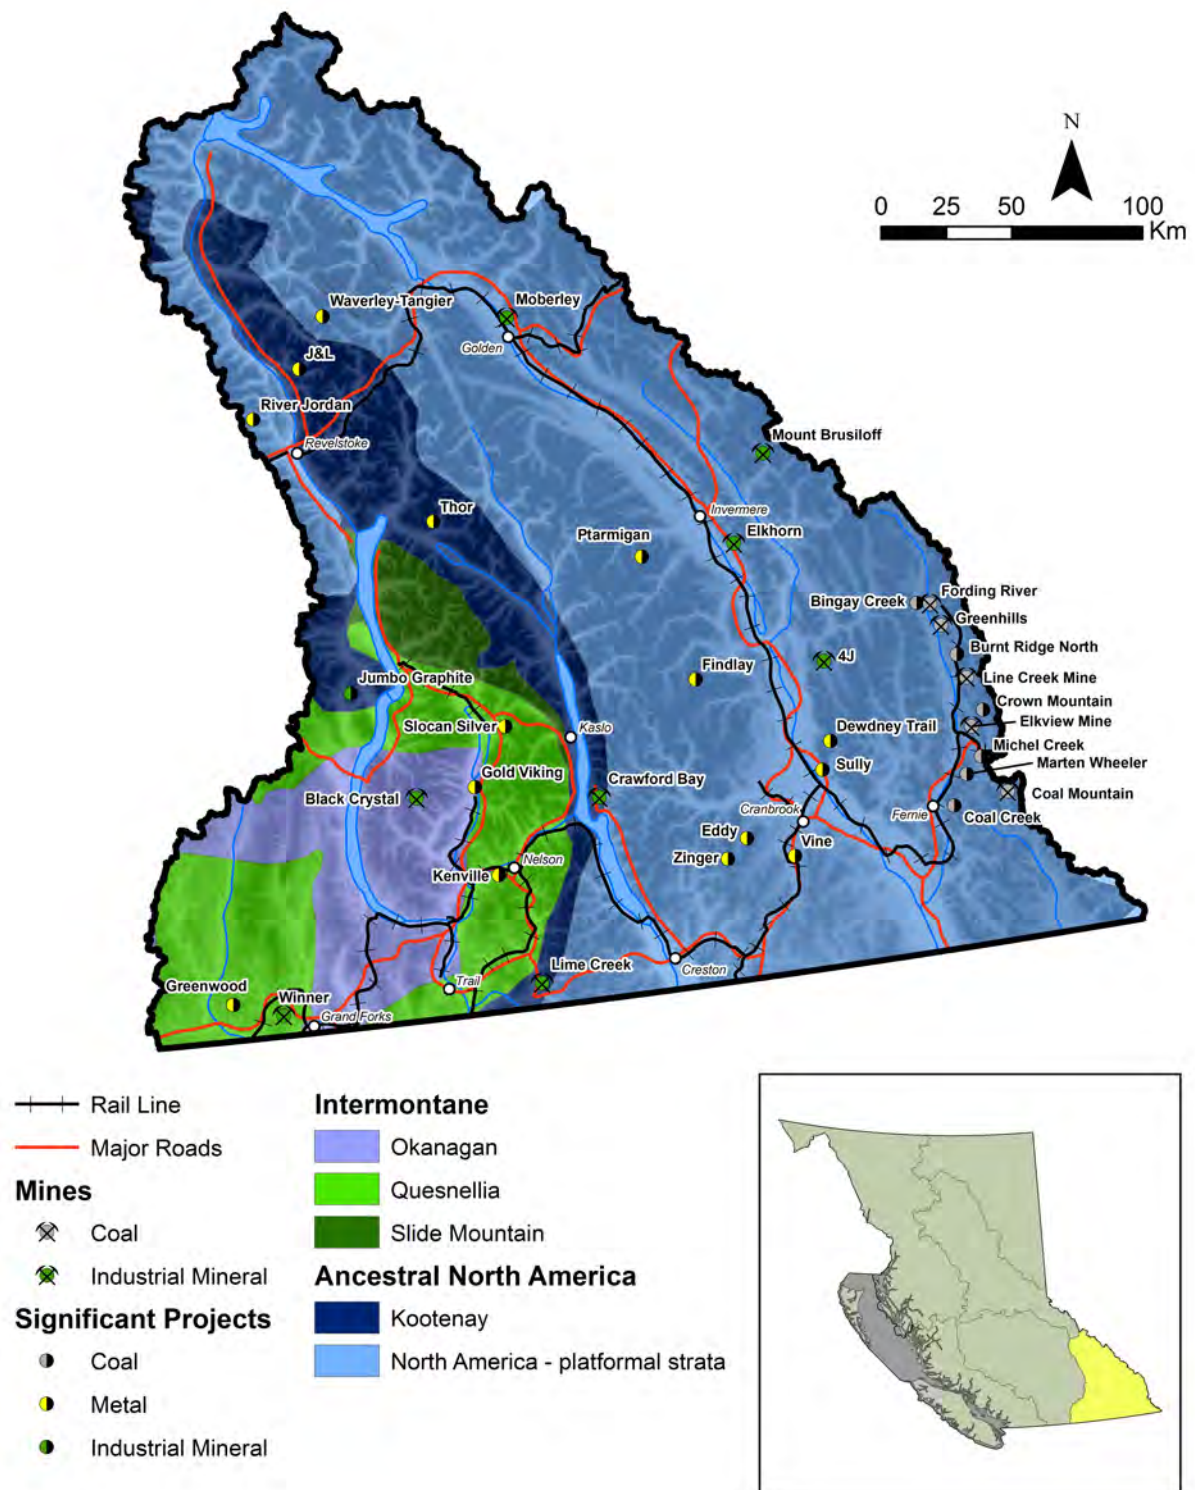 N
0 25 50 100
Km
Waverley-Tangier
Moberley
Golden
J&L
River Jordan
Revelstoke
Mount Brusiloff
Thor
Invermere
Ptarmigan
Elkhorn
Bingay Creek
Fording River
Greenhills
Burnt Ridge North
4J
Findlay
Line Creek Mine
Jumbo Graphite
Crown Mountain
Slocan Silver
Elkview Mine
Kaslo
Dewdney Trail
Michel Creek
Marten Wheeler
Sully
Gold Viking
Crawford Bay
Black Crystal
Coal Mountain
Cranbrook
Fernie
Coal Creek
Eddy
Vine
Zinger
Nelson
Kenville
Lime Creek
Creston
Trail
Greenwood
Winner
Grand Forks
Rail Line
Major Roads
Mines
Coal
Industrial Mineral
Significant Projects
Coal
Metal
Industrial Mineral
Intermontane
Okanagan
Quesnellia
Slide Mountain
Ancestral North America
Kootenay
North America - platformal strata